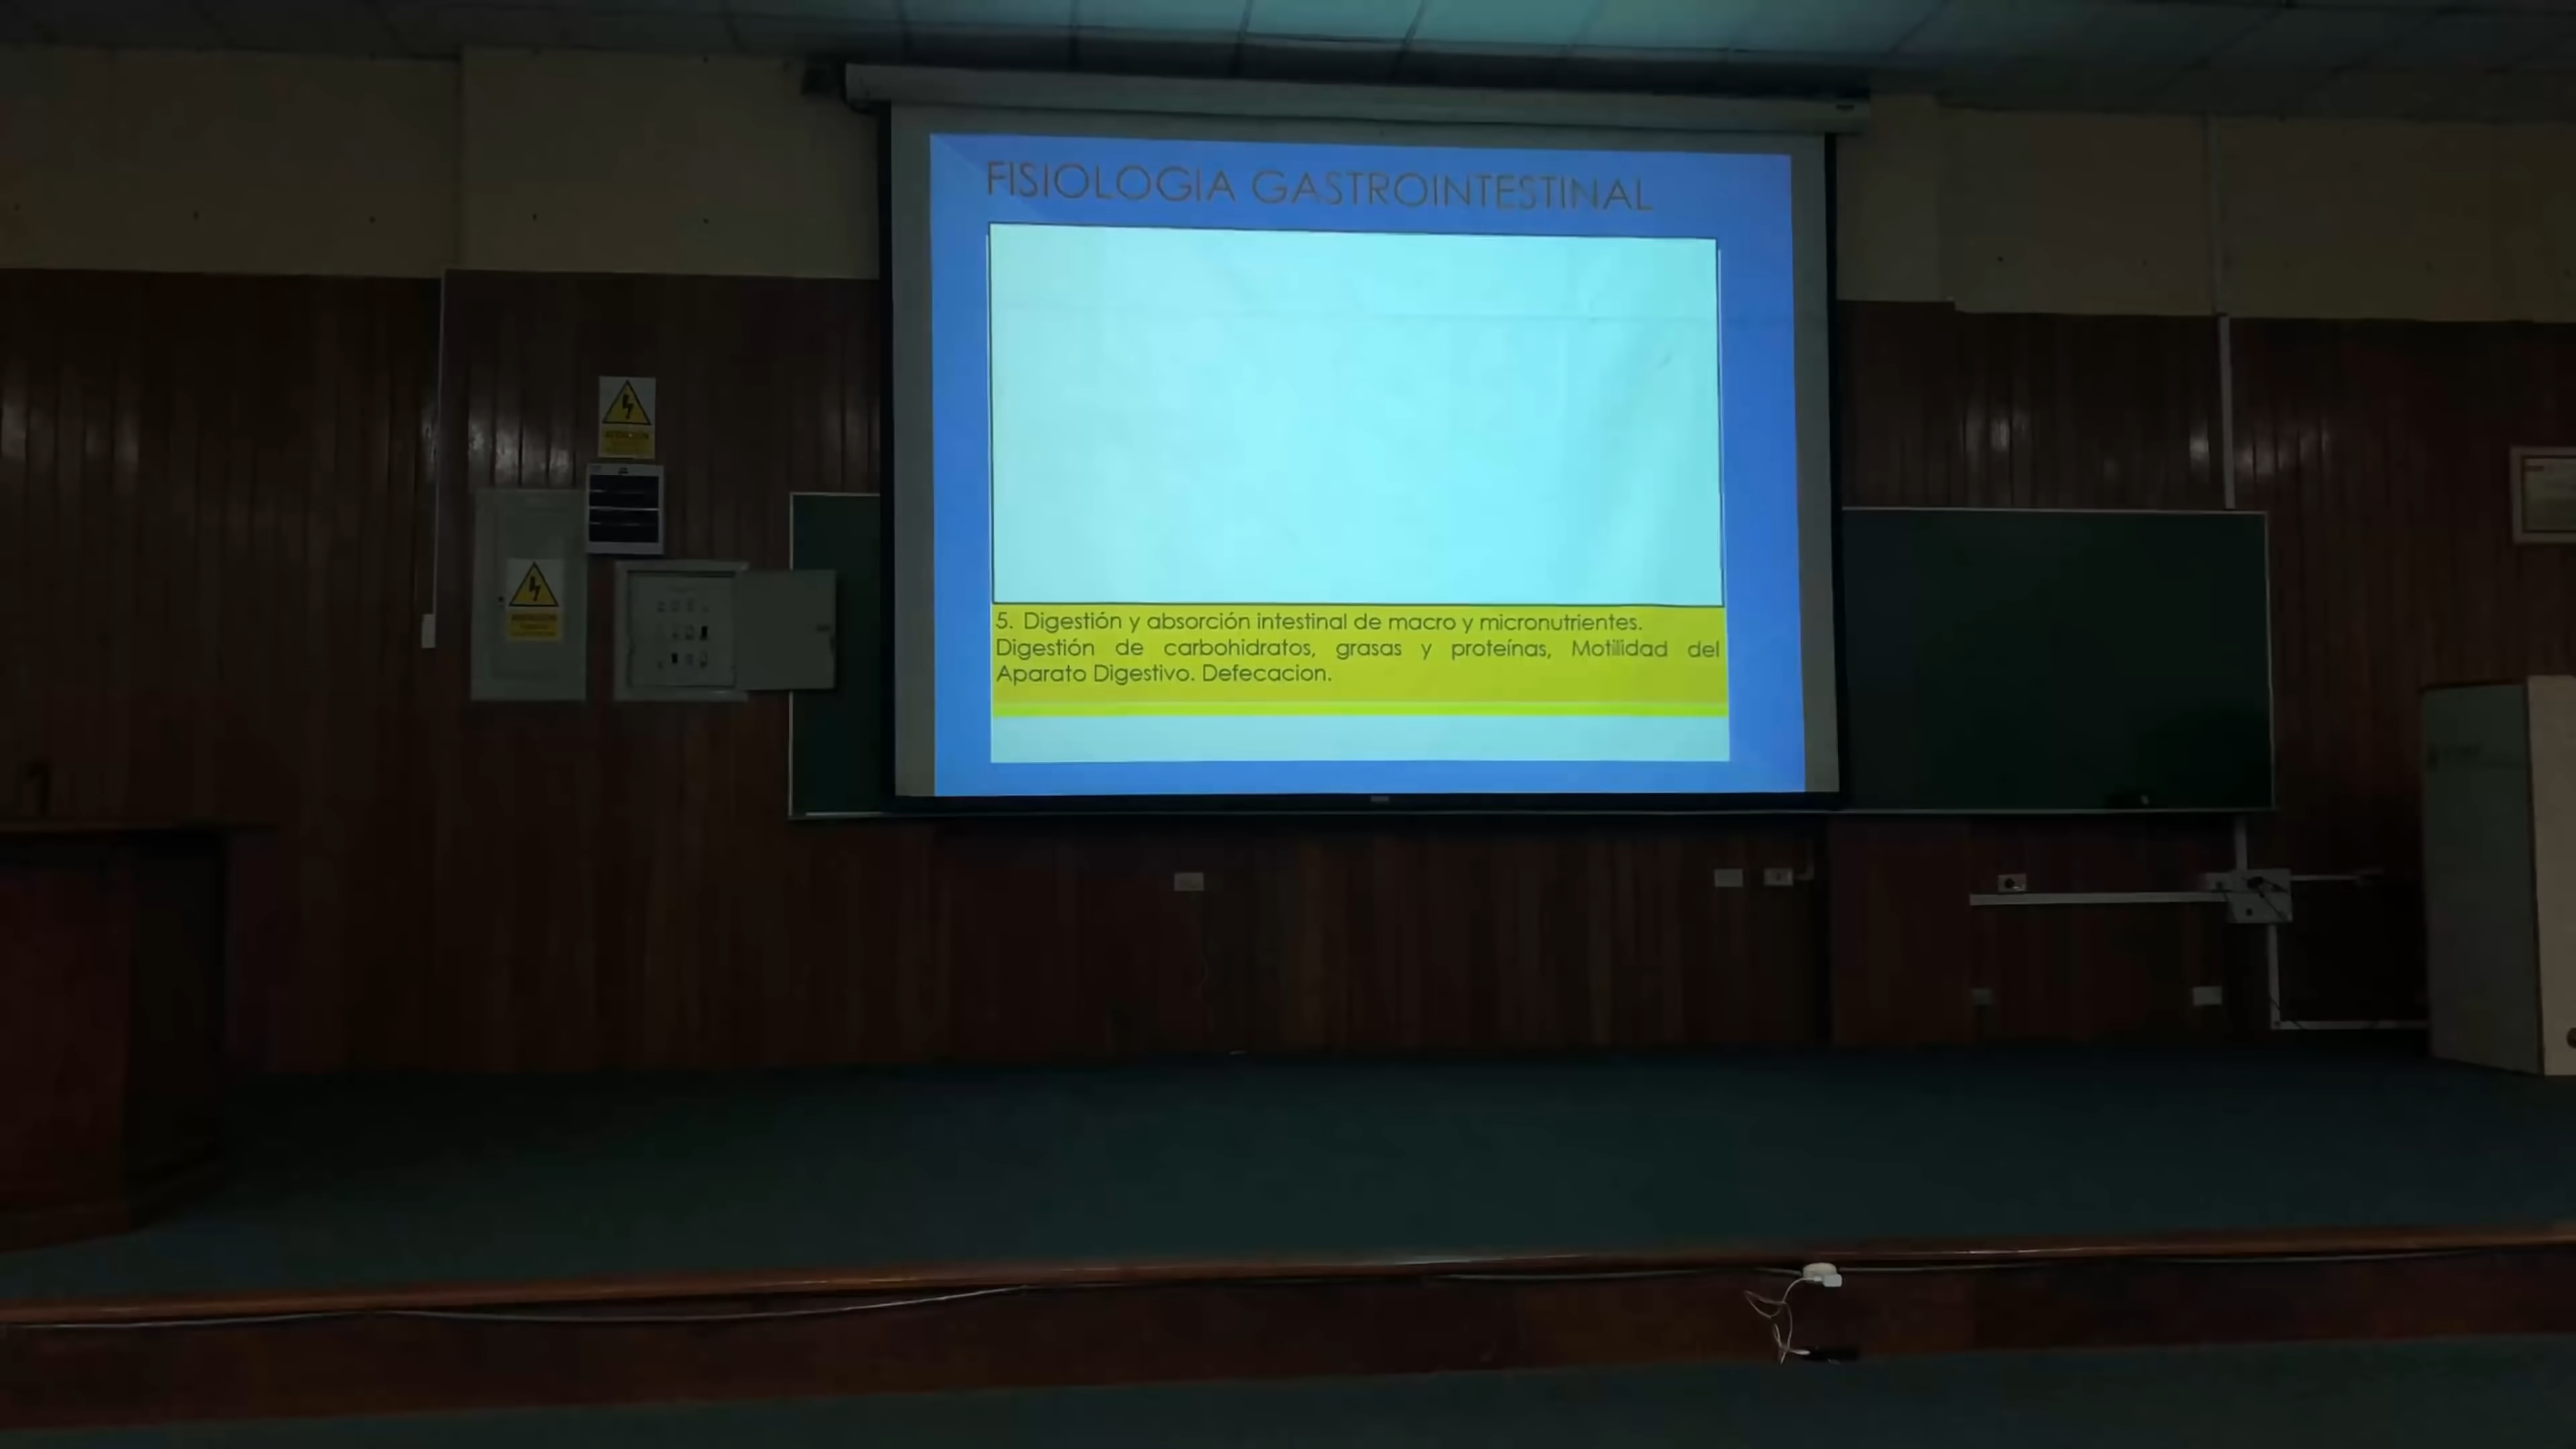 FISIOLOGIA GASTROINTESTINAL
5. Digestión y absorción intestinal de macro y micronutrientes.
Digestión de carbohidratos, grasas y proteínas, Motilidad del
Aparato Digestivo. Defecacion.